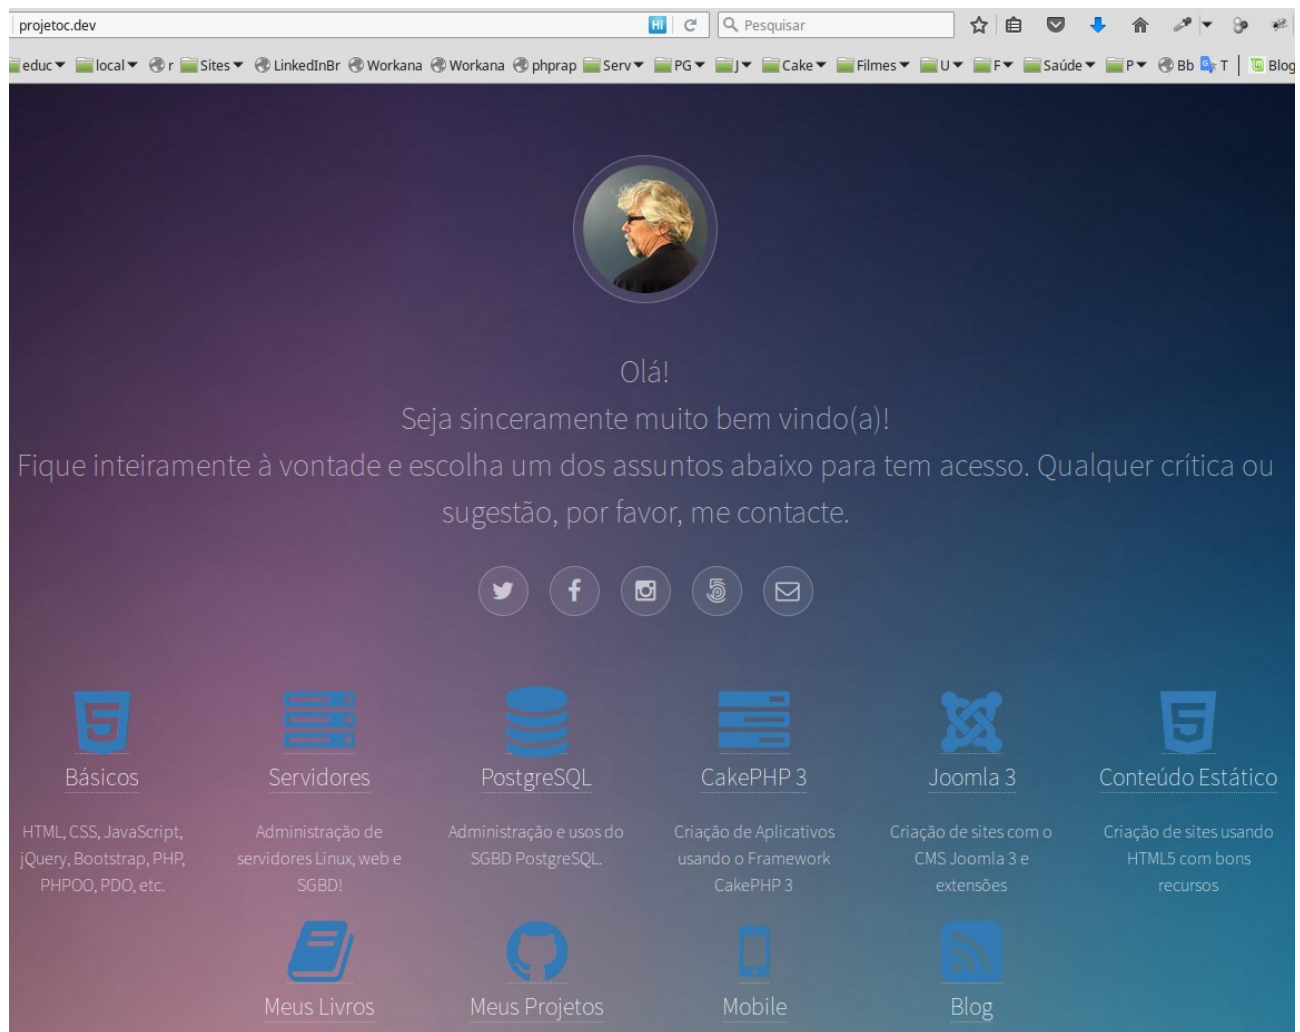 projetoc.dev Hi Pesquisar
educ local r Sites LinkedInBr Workana Workana phprap Serv PG J Cake Filmes U F Saúde P Bb T Blog
Olá!
Seja sinceramente muito bem vindo(a)!
Fique inteiramente à vontade e escolha um dos assuntos abaixo para tem acesso. Qualquer crítica ou
sugestão, por favor, me contacte.
Básicos
HTML, CSS, JavaScript,
jQuery, Bootstrap, PHP,
PHPOO, PDO, etc.
Servidores
Administração de
servidores Linux, web e
SGBD!
PostgreSQL
Administração e usos do
SGBD PostgreSQL.
CakePHP 3
Criação de Aplicativos
usando o Framework
CakePHP 3
Joomla 3
Criação de sites com o
CMS Joomla 3 e
extensões
Conteúdo Estático
Criação de sites usando
HTML5 com bons
recursos
Meus Livros
Meus Projetos
Mobile
Blog